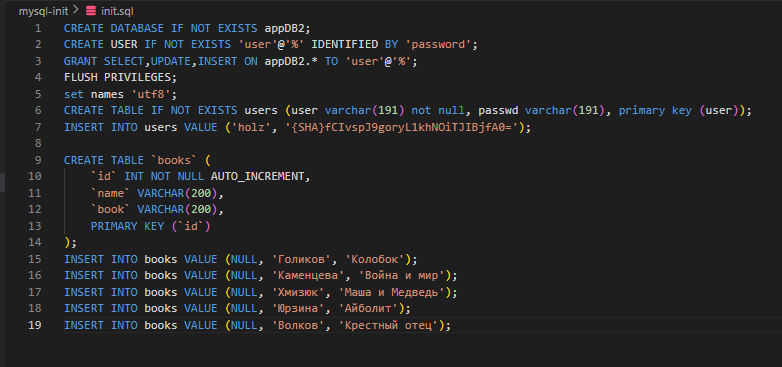 mysql-init > init.sql
1 CREATE DATABASE IF NOT EXISTS appDB2;
2 CREATE USER IF NOT EXISTS 'user'@'%' IDENTIFIED BY 'password';
3 GRANT SELECT,UPDATE,INSERT ON appDB2.* TO 'user'@'%';
4 FLUSH PRIVILEGES;
5 set names 'utf8';
6 CREATE TABLE IF NOT EXISTS users (user varchar(191) not null, passwd varchar(191), primary key (user));
7 INSERT INTO users VALUE ('holz', '{SHA}fCIvspJ9goryL1khNOiTJIBjfA0=');
8
9 CREATE TABLE `books` (
10 `id` INT NOT NULL AUTO_INCREMENT,
11 `name` VARCHAR(200),
12 `book` VARCHAR(200),
13 PRIMARY KEY (`id`)
14 );
15 INSERT INTO books VALUE (NULL, 'Голиков', 'Колобок');
16 INSERT INTO books VALUE (NULL, 'Каменцева', 'Война и мир');
17 INSERT INTO books VALUE (NULL, 'Хмизюк', 'Маша и Медведь');
18 INSERT INTO books VALUE (NULL, 'Юрзина', 'Айболит');
19 INSERT INTO books VALUE (NULL, 'Волков', 'Крестный отец');